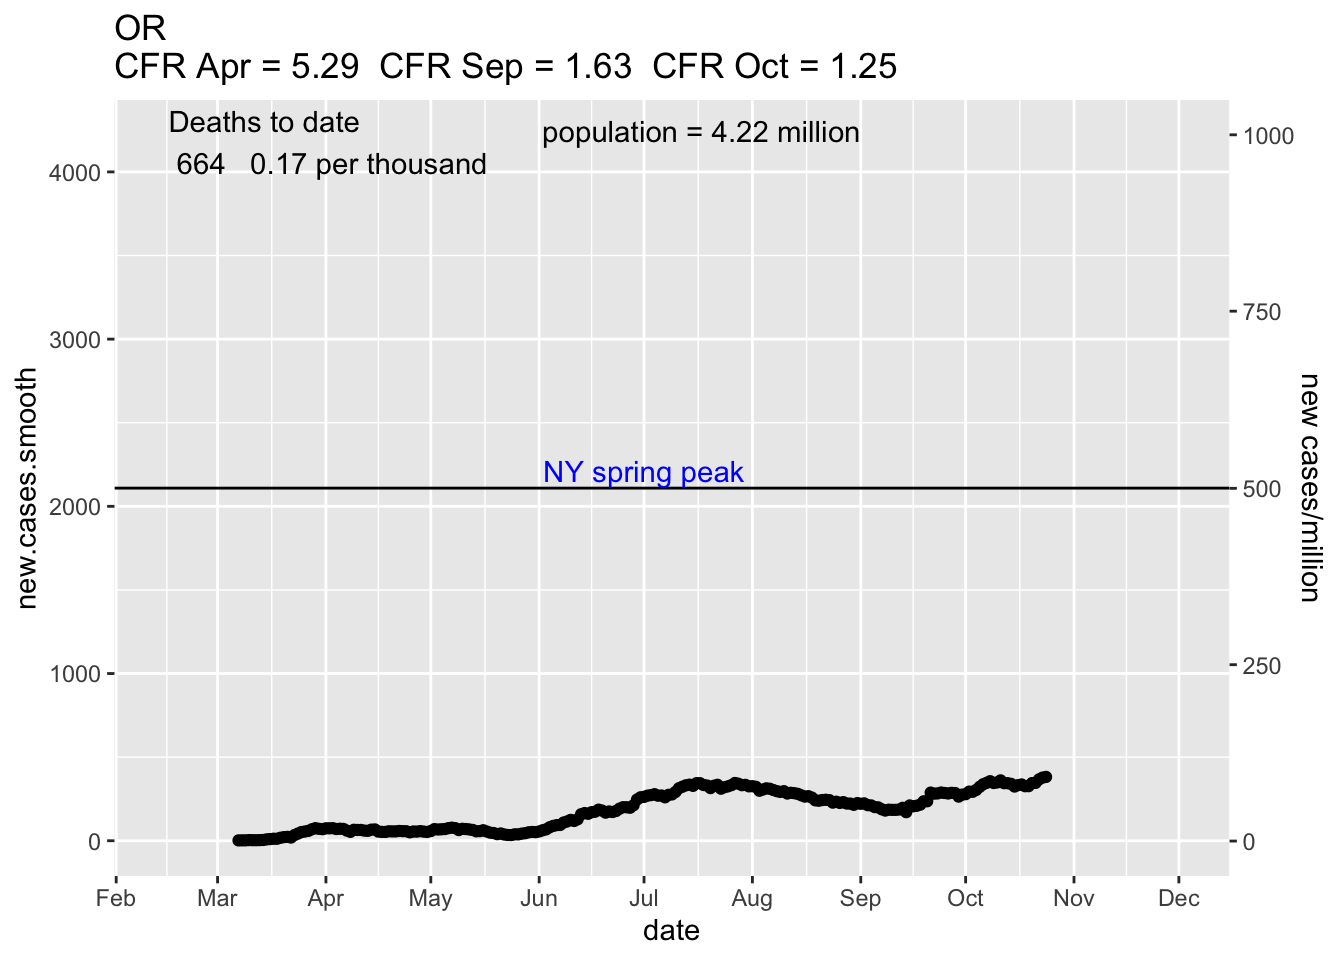 OR
CFR Apr = 5.29  CFR Sep = 1.63  CFR Oct = 1.25
Deaths to date
664   0.17 per thousand
population = 4.22 million
NY spring peak
new.cases.smooth
4000
3000
2000
1000
0
1000
750
500
250
0
new cases/million
Feb Mar Apr May Jun Jul Aug Sep Oct Nov Dec
date